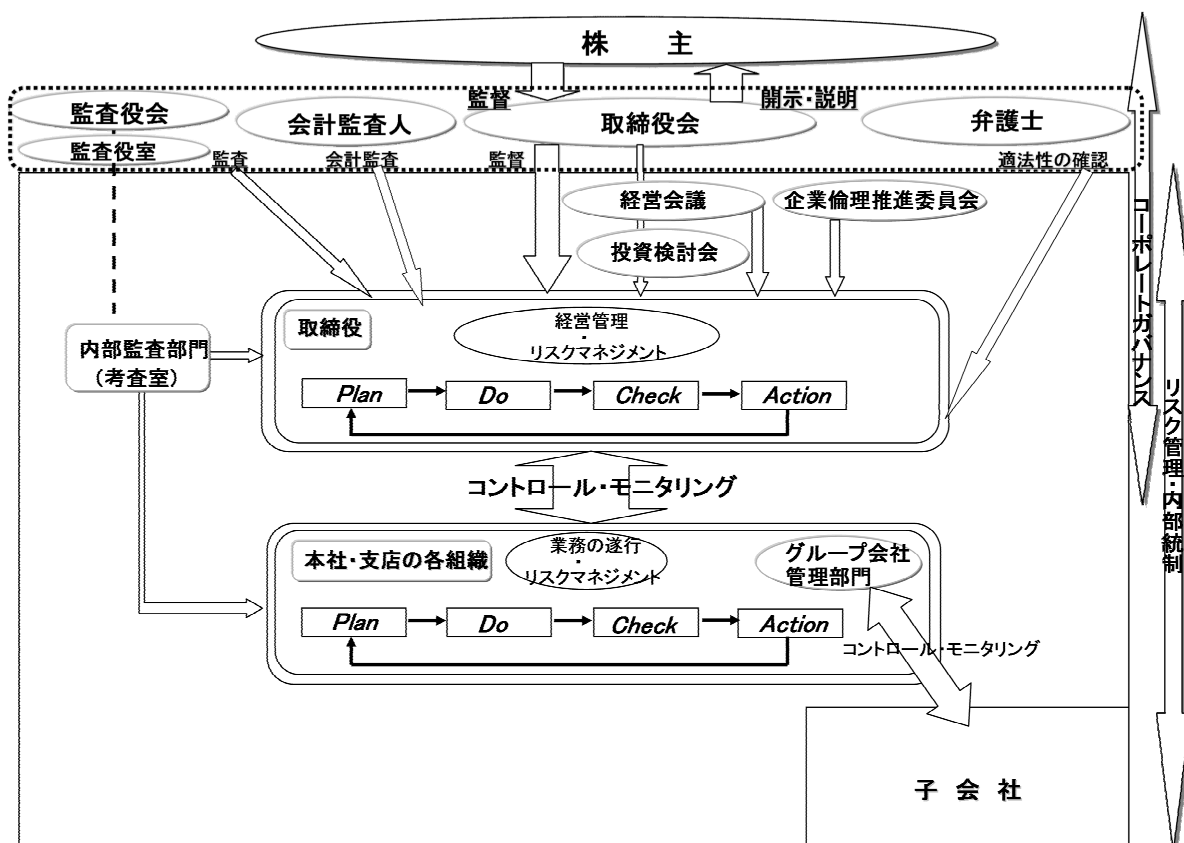 株 主
監督
開示・説明
監査役会
会計監査人
取締役会
弁護士
監査役室
監査
会計監査
監督
適法性の確認
経営会議
企業倫理推進委員会
投資検討会
取締役
経営管理
・
リスクマネジメント
内部監査部門
(考査室)
Plan
Do
Check
Action
コントロール・モニタリング
本社・支店の各組織
業務の遂行
・
リスクマネジメント
グループ会社
管理部門
Plan
Do
Check
Action
コントロール・モニタリング
子 会 社
コーポレートガバナンス
リスク管理・内部統制